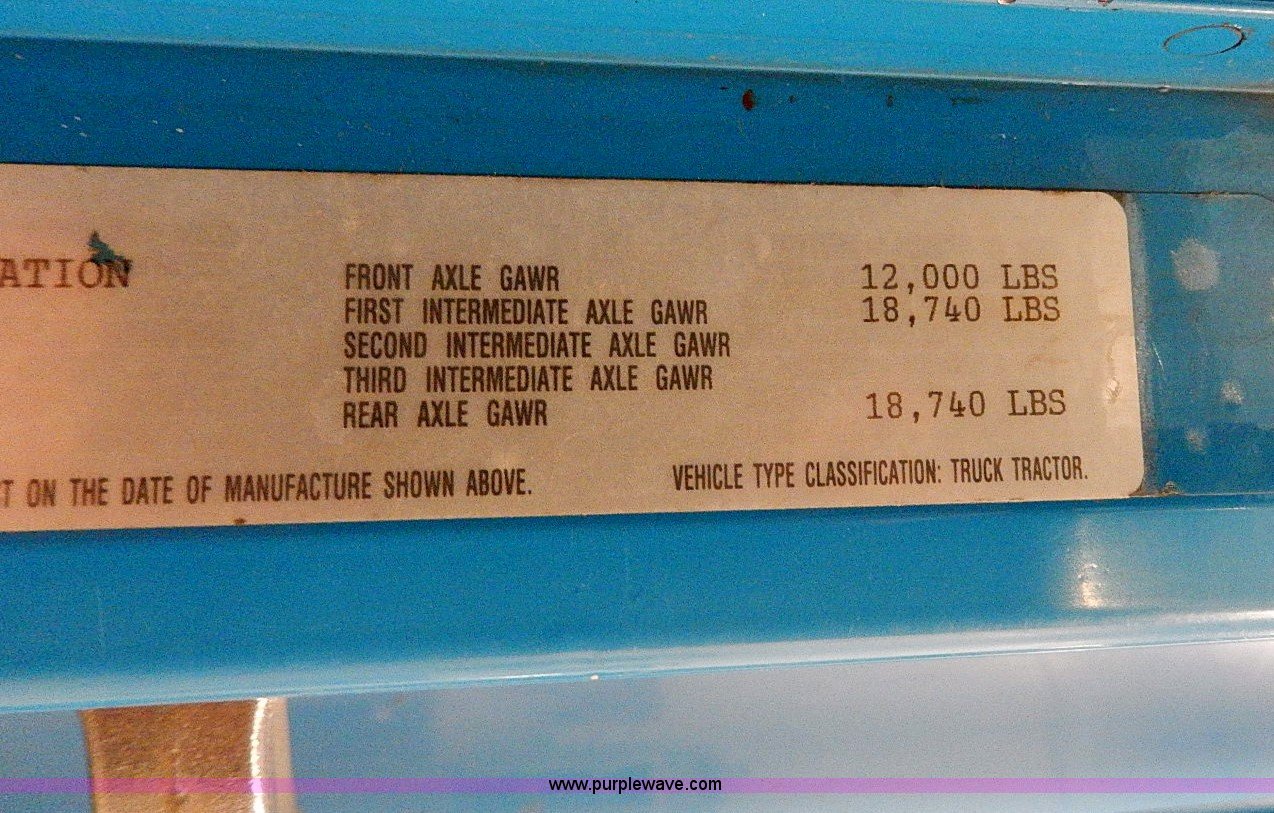 ATION
FRONT AXLE GAWR 12,000 LBS
FIRST INTERMEDIATE AXLE GAWR 18,740 LBS
SECOND INTERMEDIATE AXLE GAWR
THIRD INTERMEDIATE AXLE GAWR
REAR AXLE GAWR 18,740 LBS
T ON THE DATE OF MANUFACTURE SHOWN ABOVE. VEHICLE TYPE CLASSIFICATION: TRUCK TRACTOR.
www.purplewave.com